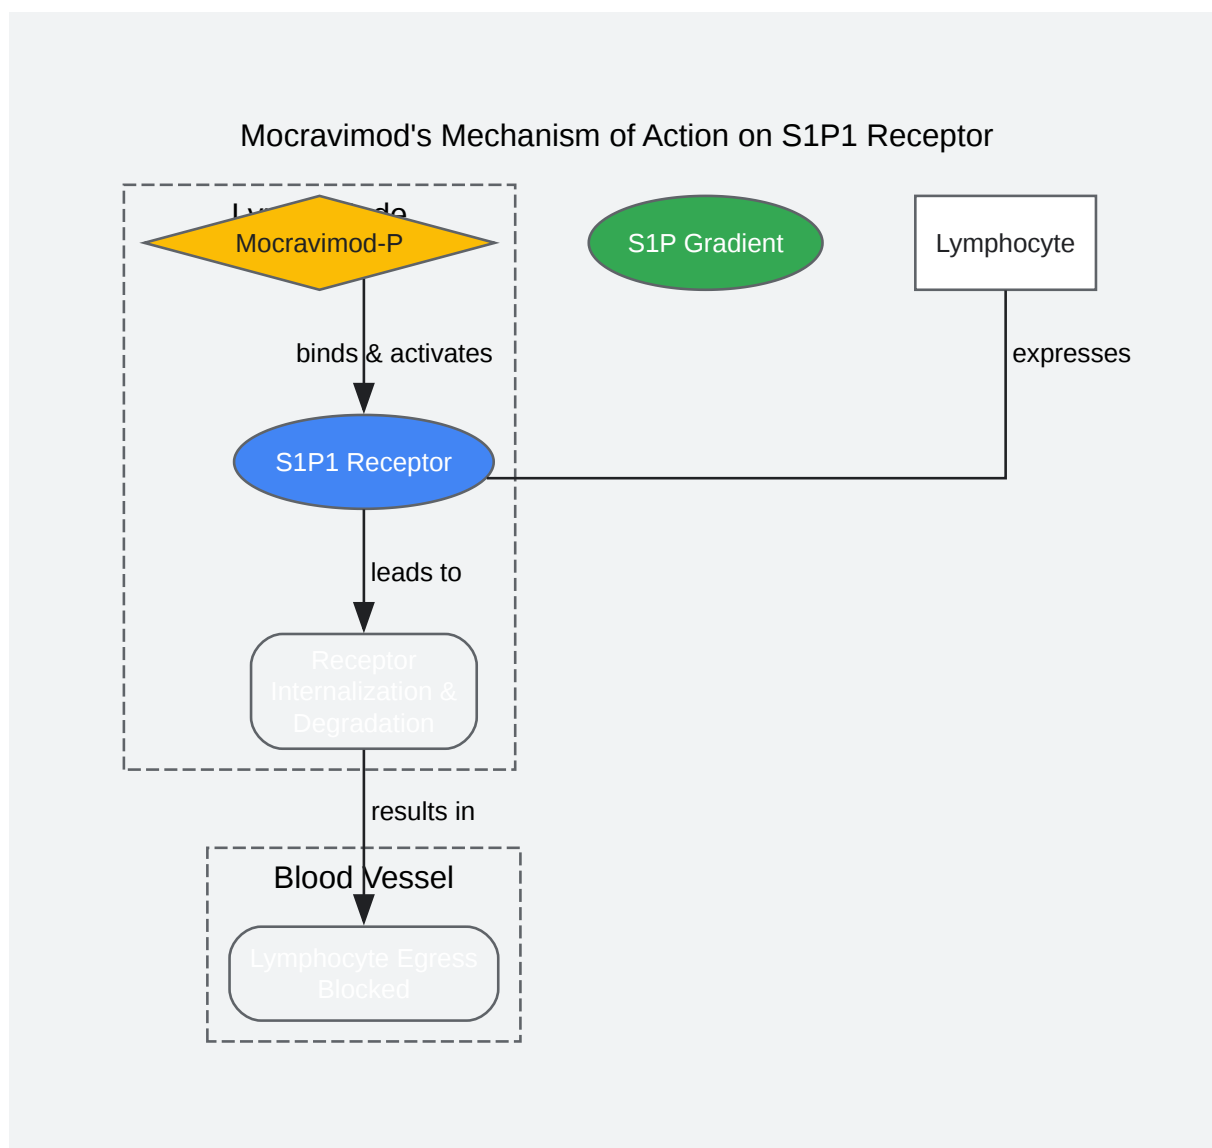 Mocravimod's Mechanism of Action on S1P1 Receptor
Mocravimod-P
S1P Gradient
Lymphocyte
binds & activates
expresses
S1P1 Receptor
leads to
Receptor
Internalization &
Degradation
results in
Blood Vessel
Lymphocyte Egress
Blocked